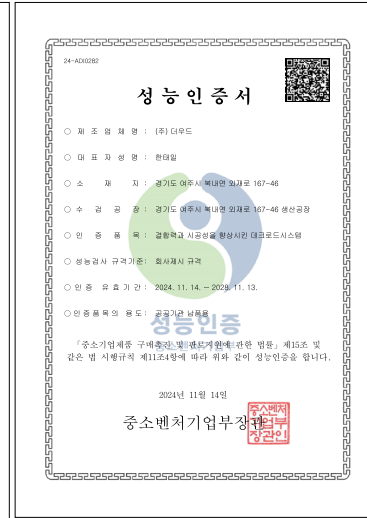 24-ADI0282
성능인증서
○ 제 조 업 체 명 : (주) 더우드
○ 대 표 자 성 명 : 한태일
○ 소 재 지 : 경기도 여주시 북내면 외재로 167-46
○ 수 검 공 장 : 경기도 여주시 북내면 외재로 167-46 생산공장
○ 인 증 품 목 : 결합력과 시공성을 향상시킨 데크로드시스템
○ 성능검사 규격기준: 회사제시 규격
○ 인 증 유 효 기 간 : 2024. 11. 14. ~ 2028. 11. 13.
○ 인증품목의 용도: 공공기관 납품용
성능인증
「중소기업제품 구매촉진 및 판로지원에 관한 법률」제15조 및
같은 법 시행규칙 제11조4항에 따라 위와 같이 성능인증을 합니다.
2024년 11월 14일
중소벤처기업부장관
중소벤처
기업부
장관인